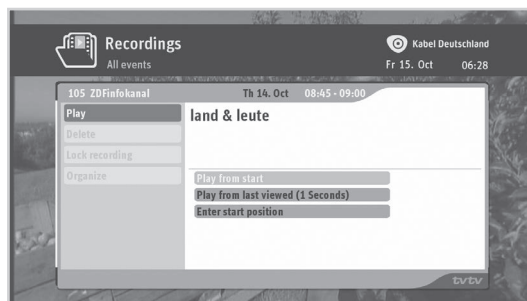 Recordings
All events
Kabel Deutschland
Fr 15. Oct 06:28
105 ZDFinfokanal Th 14. Oct 08:45 - 09:00
Play
Delete
Lock recording
Organize
land & leute
Play from start
Play from last viewed (1 Seconds)
Enter start position
tvtv